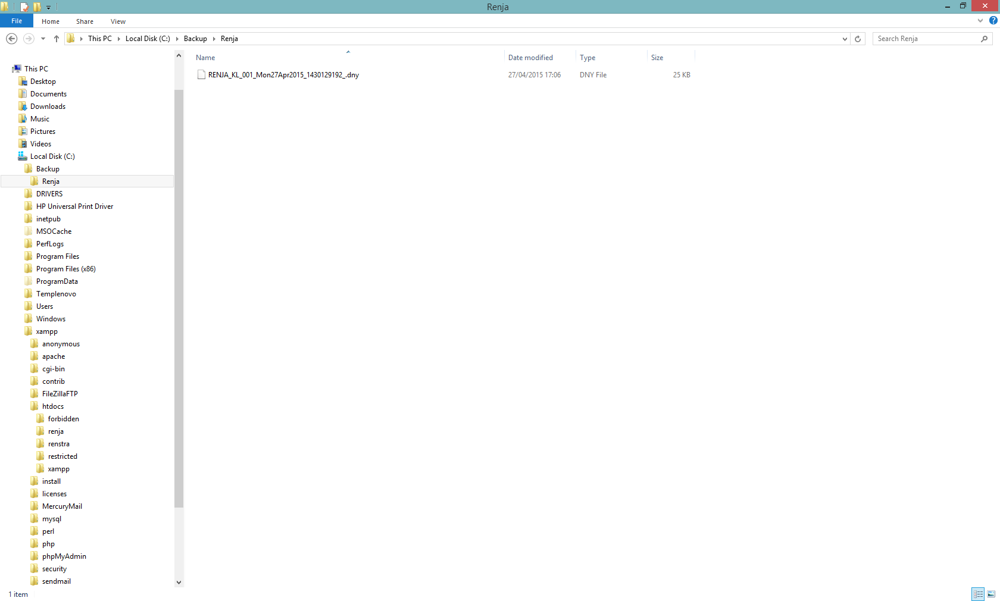 Renja
File Home Share View
This PC Local Disk (C:) Backup Renja
Search Renja
Name Date modified Type Size
RENJA_KL_001_Mon27Apr2015_1430129192_.dny 27/04/2015 17:06 DNY File 25 KB
This PC
Desktop
Documents
Downloads
Music
Pictures
Videos
Local Disk (C:)
Backup
Renja
DRIVERS
HP Universal Print Driver
inetpub
MSOCache
PerfLogs
Program Files
Program Files (x86)
ProgramData
Templenovo
Users
Windows
xampp
anonymous
apache
cgi-bin
contrib
FileZillaFTP
htdocs
forbidden
renja
renstra
restricted
xampp
install
licenses
MercuryMail
mysql
perl
php
phpMyAdmin
security
sendmail
1 item